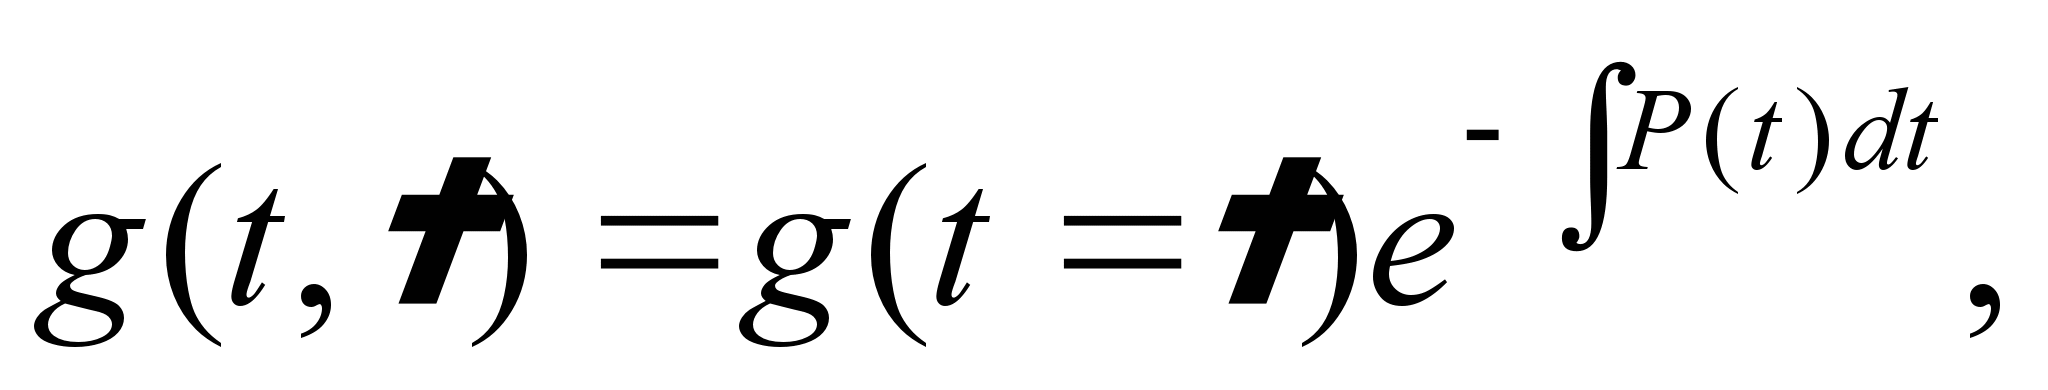 g(t, t) = g(t = t)e^{-∫P(t)dt},